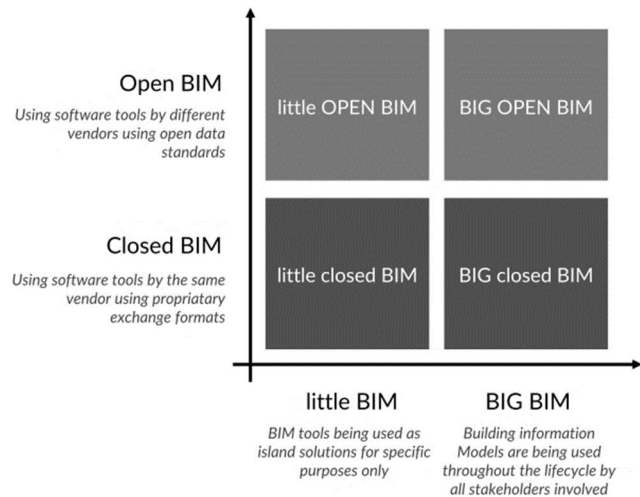 Open BIM
Using software tools by different
vendors using open data
standards
little OPEN BIM
BIG OPEN BIM
Closed BIM
Using software tools by the same
vendor using propriatary
exchange formats
little closed BIM
BIG closed BIM
little BIM
BIM tools being used as
island solutions for specific
purposes only
BIG BIM
Building information
Models are being used
throughout the lifecycle by
all stakeholders involved